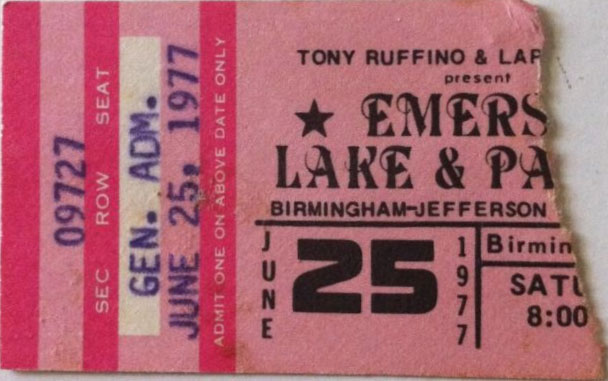 09727
SEC ROW SEAT
GEN. ADM.
JUNE 25, 1977
ADMIT ONE ON ABOVE DATE ONLY
TONY RUFFINO & LAR
present
★ EMERS
LAKE & PA
BIRMINGHAM-JEFFERSON
JUNE 25 1977
Birmin
SATU
8:00